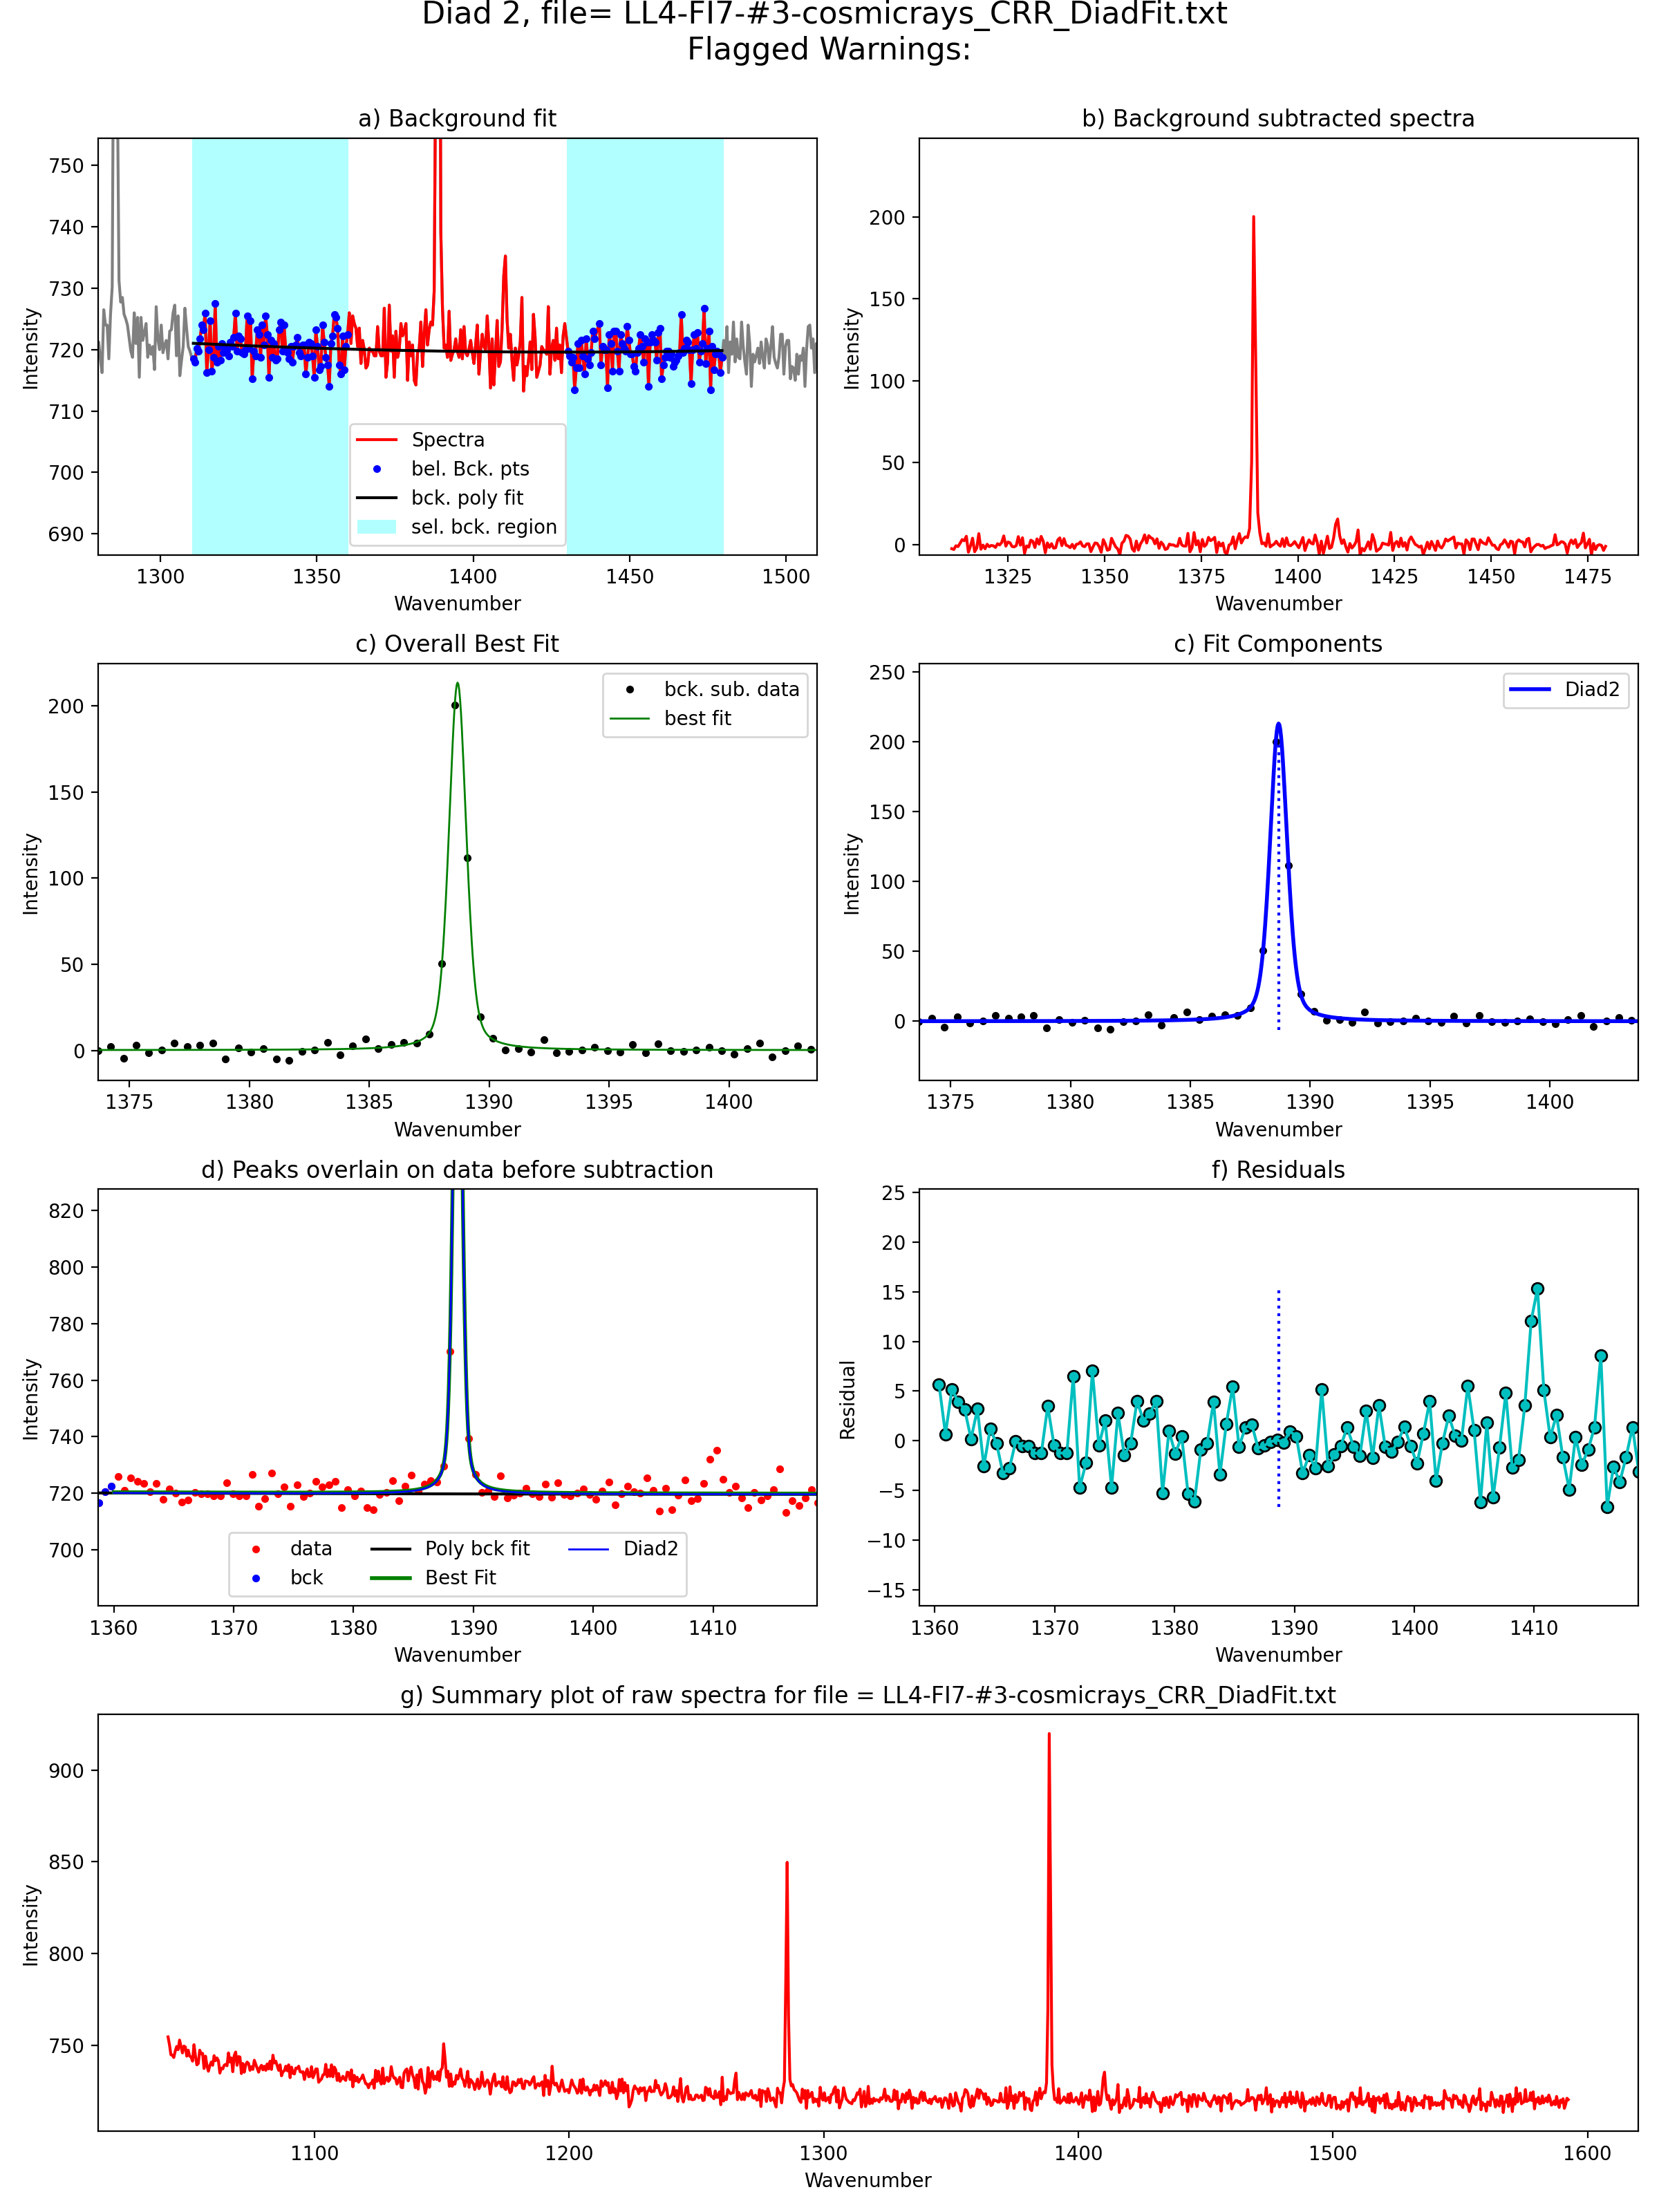 Diad 2, file= LL4-FI7-#3-cosmicrays_CRR_DiadFit.txt
Flagged Warnings:
a) Background fit
750
740
730
720
710
700
690
Intensity
Spectra
bel. Bck. pts
bck. poly fit
sel. bck. region
1300 1350 1400 1450 1500
Wavenumber
b) Background subtracted spectra
200
150
100
50
0
Intensity
1325 1350 1375 1400 1425 1450 1475
Wavenumber
c) Overall Best Fit
200
150
100
50
0
Intensity
bck. sub. data
best fit
1375 1380 1385 1390 1395 1400
Wavenumber
c) Fit Components
250
200
150
100
50
0
Intensity
Diad2
1375 1380 1385 1390 1395 1400
Wavenumber
d) Peaks overlain on data before subtraction
820
800
780
760
740
720
700
Intensity
data Poly bck fit Diad2
bck Best Fit
1360 1370 1380 1390 1400 1410
Wavenumber
f) Residuals
25
20
15
10
5
0
−5
−10
−15
Residual
1360 1370 1380 1390 1400 1410
Wavenumber
g) Summary plot of raw spectra for file = LL4-FI7-#3-cosmicrays_CRR_DiadFit.txt
900
850
800
750
Intensity
1100 1200 1300 1400 1500 1600
Wavenumber